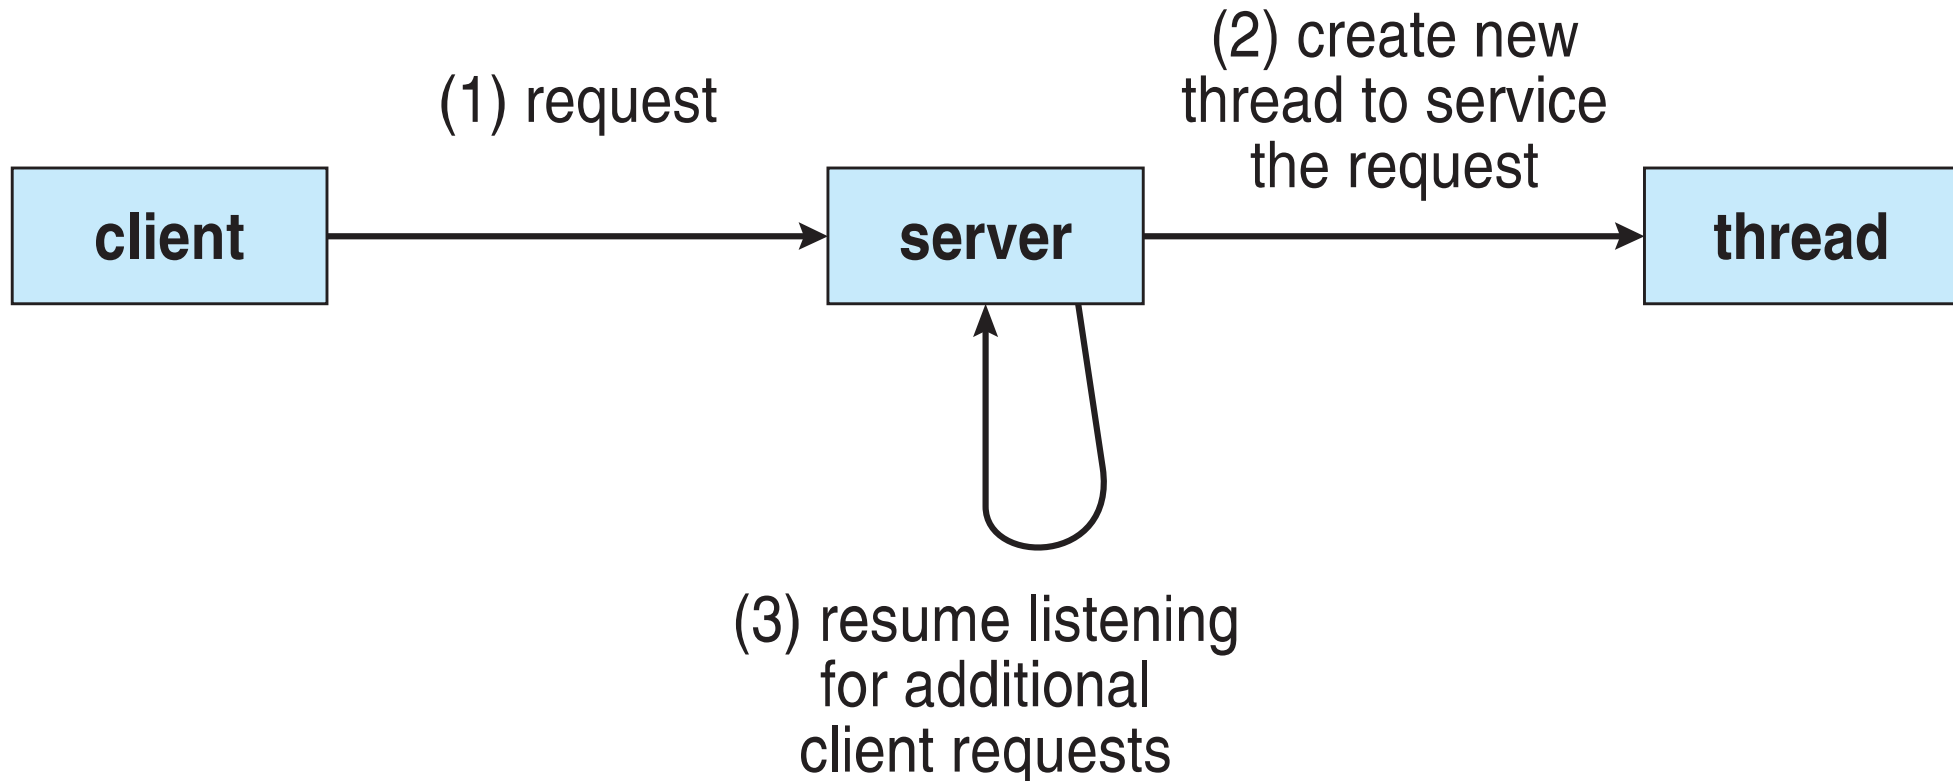 (1) request
(2) create new
thread to service
the request
client
server
thread
(3) resume listening
for additional
client requests